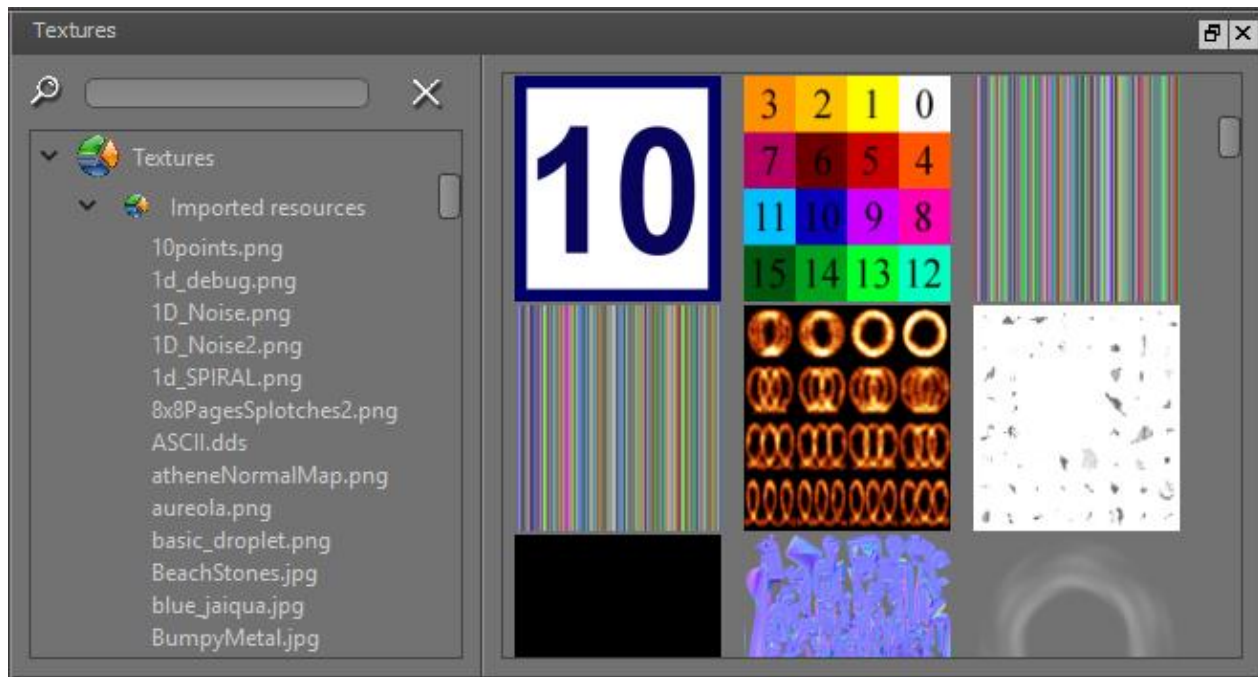 Textures
Textures
Imported resources
10points.png
1d_debug.png
1D_Noise.png
1D_Noise2.png
1d_SPIRAL.png
8x8PagesSplotches2.png
ASCII.dds
atheneNormalMap.png
aureola.png
basic_droplet.png
BeachStones.jpg
blue_jaiqua.jpg
BumpyMetal.jpg
10
3 2 1 0
7 6 5 4
11 10 9 8
15 14 13 12